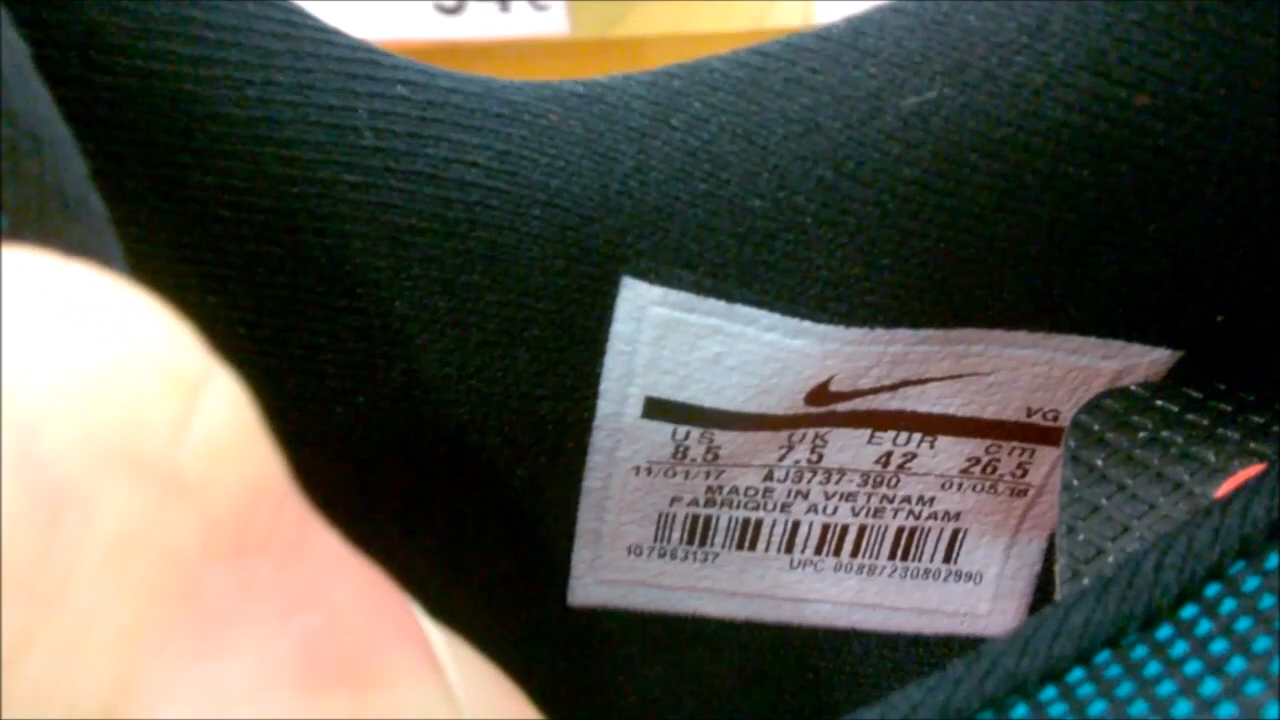 VG
US UK EUR cm
8.5 7.5 42 26.5
11/01/17 AJ3737-390 01/05/18
MADE IN VIETNAM
FABRIQUE AU VIETNAM
107963137 UPC 00887230802990